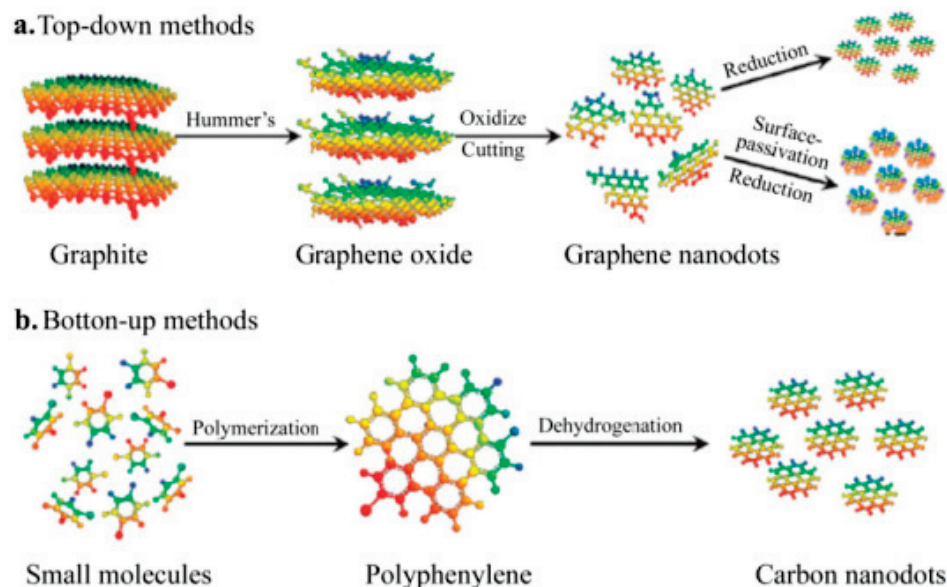 a. Top-down methods
Hummer's
Oxidize
Cutting
Reduction
Surface-
passivation
Reduction
Graphite
Graphene oxide
Graphene nanodots
b. Botton-up methods
Polymerization
Dehydrogenation
Small molecules
Polyphenylene
Carbon nanodots